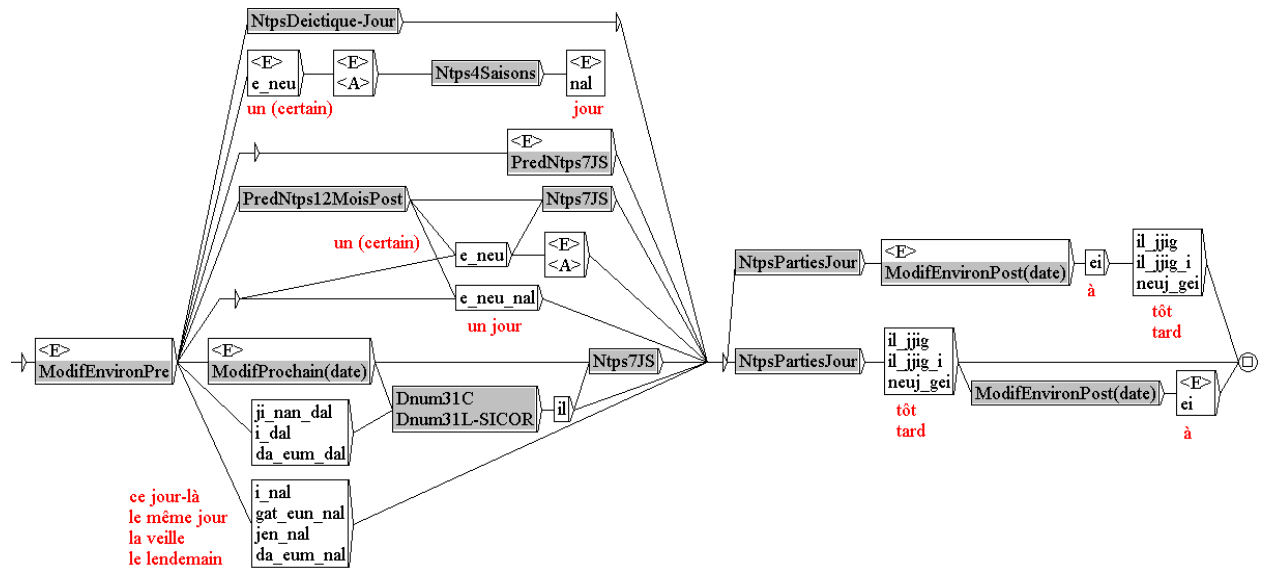 NtpsDeictique-Jour
<E>
e_neu
un (certain)
<E>
<A>
Ntps4Saisons
<E>
nal
jour
<E>
PredNtps7JS
PredNtps12MoisPost
Ntps7JS
un (certain)
e_neu
<E>
<A>
e_neu_nal
un jour
<E>
ModifEnvironPre
<E>
ModifProchain(date)
Ntps7JS
Dnum31C
Dnum31L-SICOR
il
ji_nan_dal
i_dal
da_eum_dal
ce jour-là
le même jour
la veille
le lendemain
i_nal
gat_eun_nal
jen_nal
da_eum_nal
NtpsPartiesJour
<E>
ModifEnvironPost(date)
ei
à
il_jjig
il_jjig_i
neuj_gei
tôt
tard
NtpsPartiesJour
il_jjig
il_jjig_i
neuj_gei
tôt
tard
ModifEnvironPost(date)
<E>
ei
à